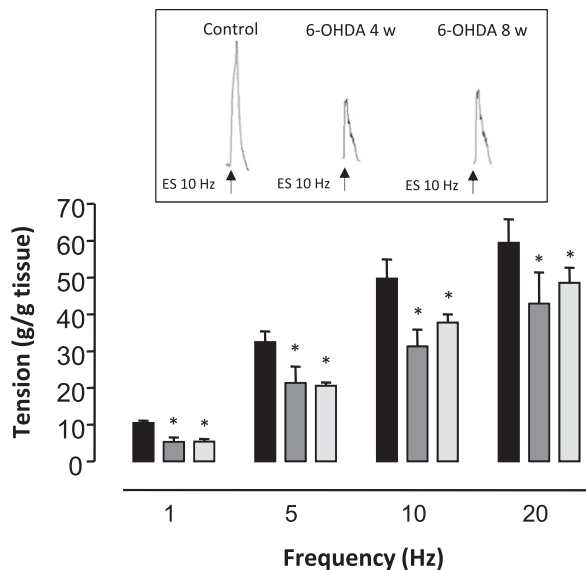 Control 6-OHDA 4 w 6-OHDA 8 w
ES 10 Hz ES 10 Hz ES 10 Hz
70
60
50
40
30
20
10
0
Tension (g/g tissue)
* *
* *
* *
* *
1 5 10 20
Frequency (Hz)